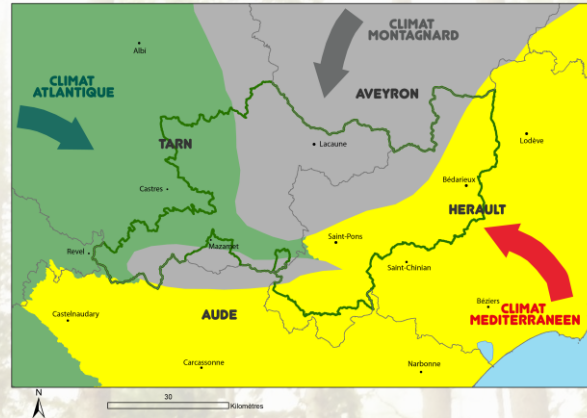 CLIMAT
MONTAGNARD
Albi
CLIMAT
ATLANTIQUE
AVEYRON
TARN
Lacaune
Lodève
Castres
Bédarieux
HERAULT
Saint-Pons
Revel
Mazamet
Saint-Chinian
Castelnaudary
AUDE
Béziers
CLIMAT
MEDITERRANEEN
Carcassonne
Narbonne
N
30
Kilomètres